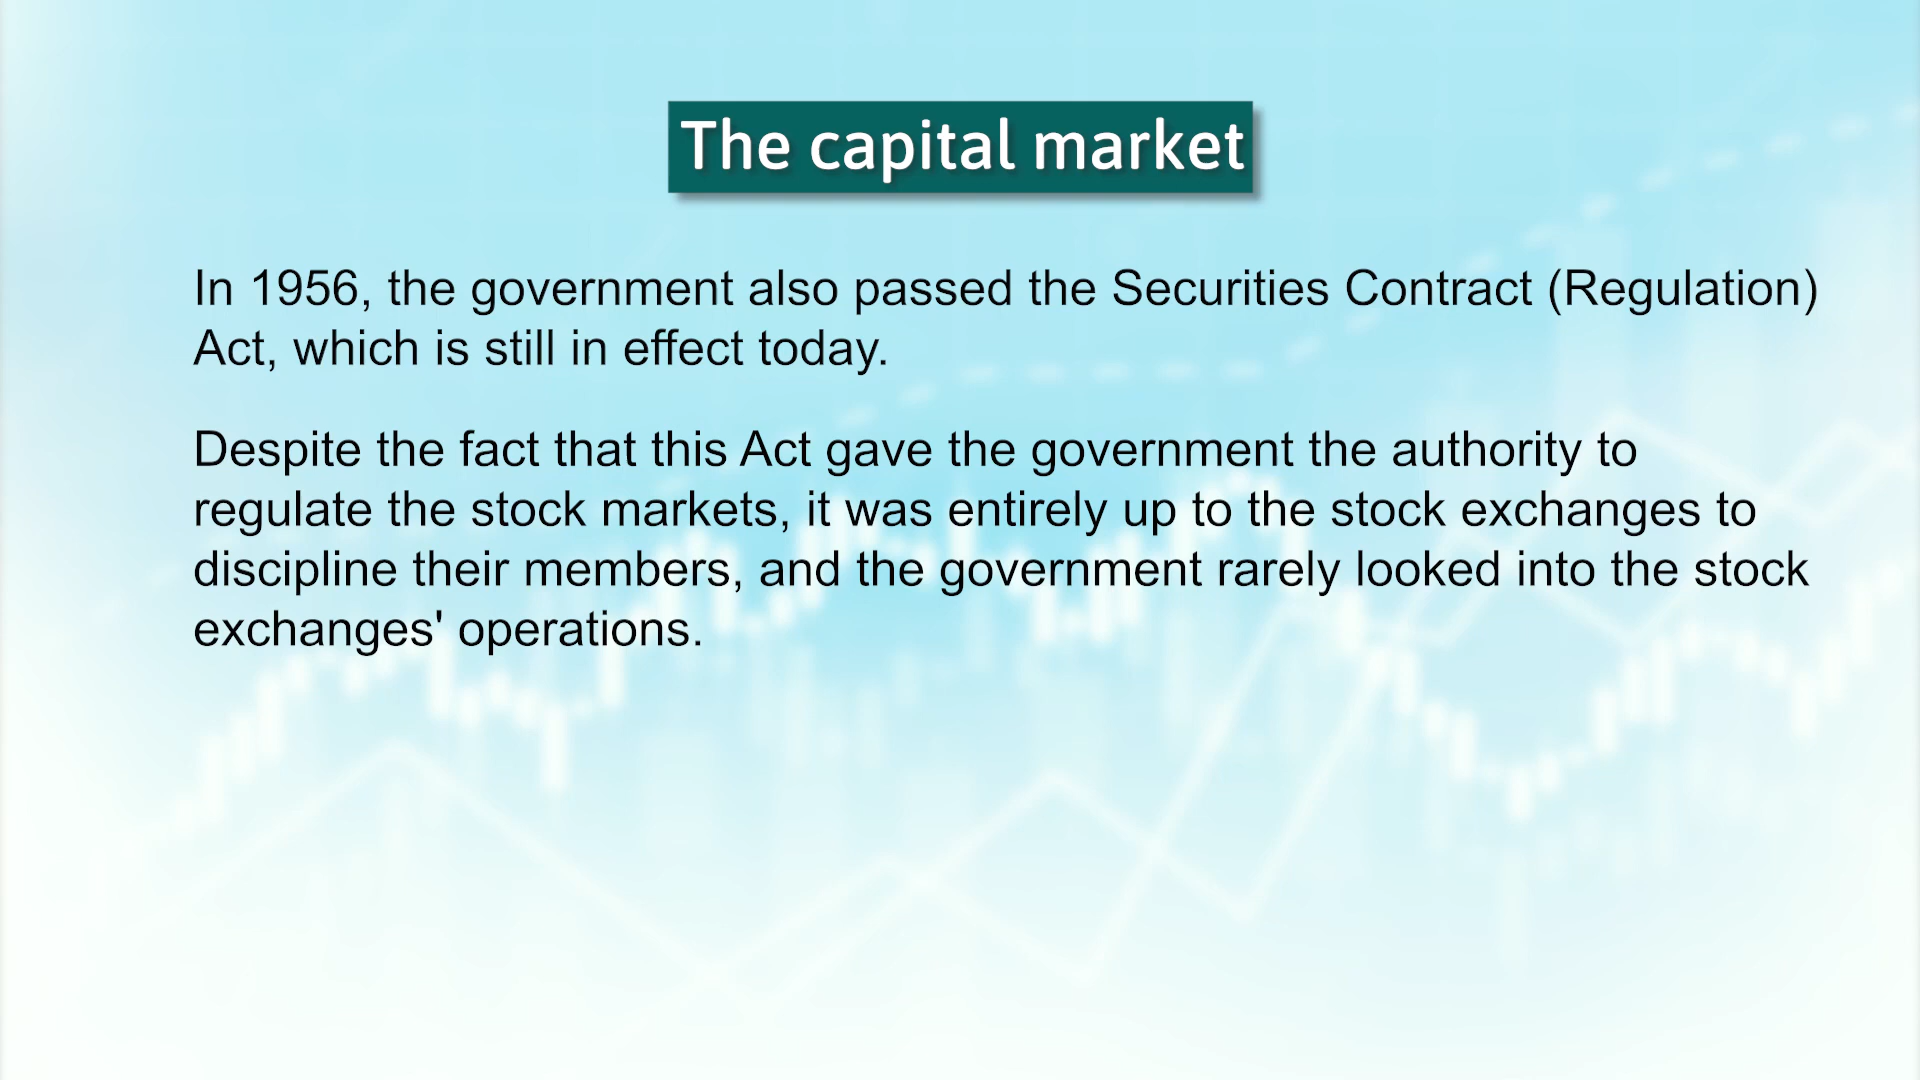 The capital market
In 1956, the government also passed the Securities Contract (Regulation)
Act, which is still in effect today.
Despite the fact that this Act gave the government the authority to
regulate the stock markets, it was entirely up to the stock exchanges to
discipline their members, and the government rarely looked into the stock
exchanges' operations.